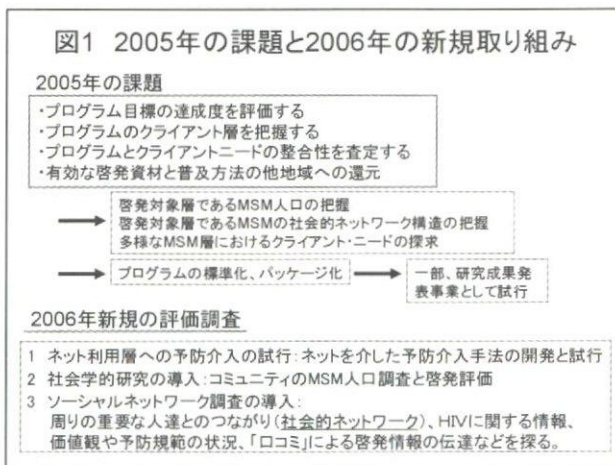 図1 2005年の課題と2006年の新規取り組み
2005年の課題
・プログラム目標の達成度を評価する
・プログラムのクライアント層を把握する
・プログラムとクライアントニードの整合性を査定する
・有効な啓発資材と普及方法の他地域への還元
啓発対象層であるMSM人口の把握
啓発対象層であるMSMの社会的ネットワーク構造の把握
多様なMSM層におけるクライアント・ニードの探求
プログラムの標準化、パッケージ化
一部、研究成果発
表事業として試行
2006年新規の評価調査
1 ネット利用層への予防介入の試行:ネットを介した予防介入手法の開発と試行
2 社会学的研究の導入:コミュニティのMSM人口調査と啓発評価
3 ソーシャルネットワーク調査の導入:
周りの重要な人達とのつながり(社会的ネットワーク)、HIVに関する情報、
価値観や予防規範の状況、「口コミ」による啓発情報の伝達などを探る。